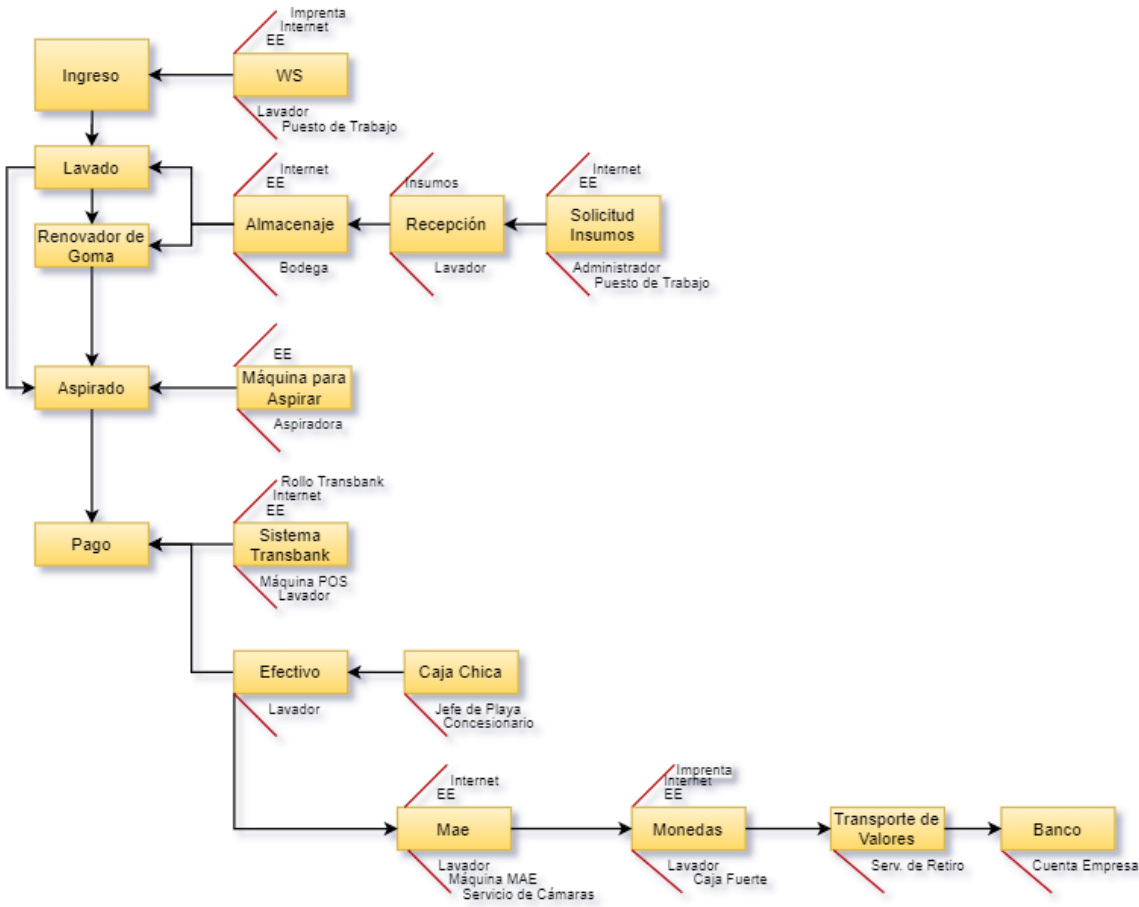 Imprenta
Internet
EE
Ingreso
WS
Lavador
Puesto de Trabajo
Lavado
Renovador de
Goma
Internet
EE
Almacenaje
Bodega
Insumos
Recepción
Lavador
Internet
EE
Solicitud
Insumos
Administrador
Puesto de Trabajo
Aspirado
EE
Máquina para
Aspirar
Aspiradora
Pago
Rollo Transbank
Internet
EE
Sistema
Transbank
Máquina POS
Lavador
Efectivo
Lavador
Caja Chica
Jefe de Playa
Concesionario
Internet
EE
Mae
Lavador
Máquina MAE
Servicio de Cámaras
Imprenta
Internet
EE
Monedas
Lavador
Caja Fuerte
Transporte de
Valores
Serv. de Retiro
Banco
Cuenta Empresa